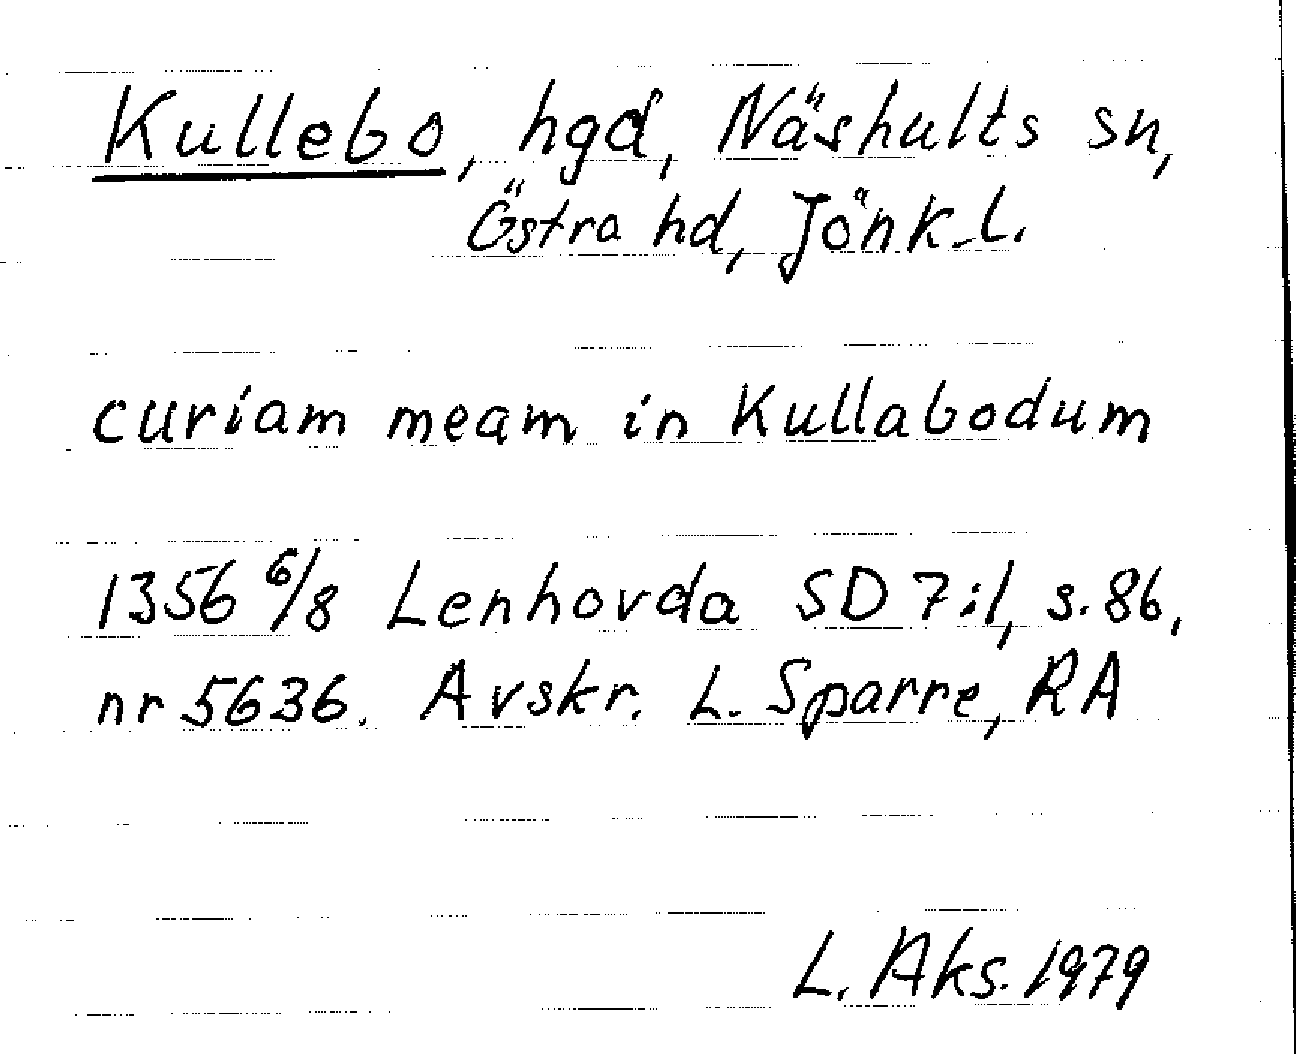 Kullebo, hgd, Näshults sn,
Östra hd, Jönk.l.
curiam meam in Kullabodum
1356 6/8 Lenhovda SD 7:1, s. 86,
nr 5636. Avskr. L. Sparre, RA
L. Aks. 1979